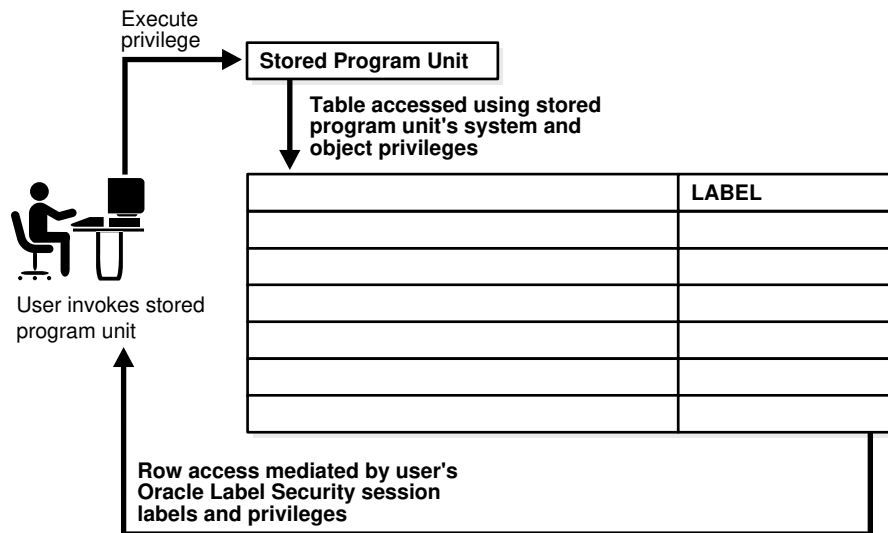 Execute
privilege
Stored Program Unit
Table accessed using stored
program unit's system and
object privileges
LABEL
User invokes stored
program unit
Row access mediated by user's
Oracle Label Security session
labels and privileges